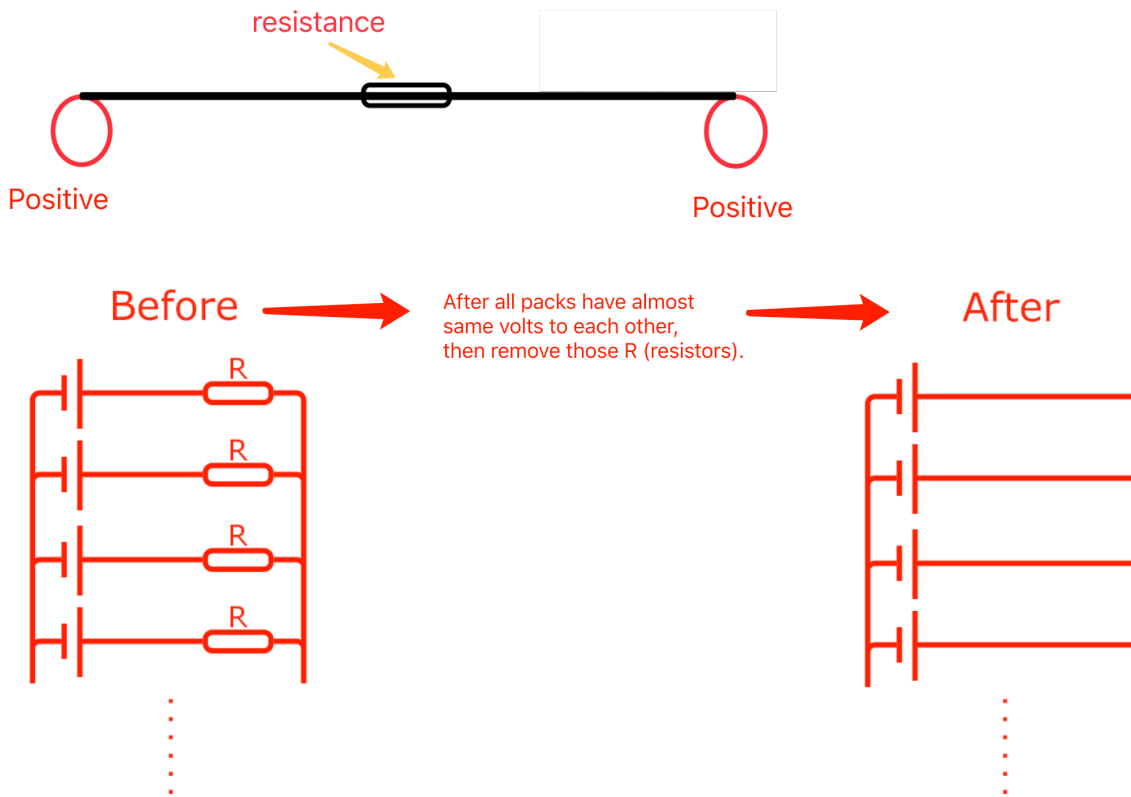 resistance
Positive
Positive
Before
After all packs have almost
same volts to each other,
then remove those R (resistors).
After
R
R
R
R